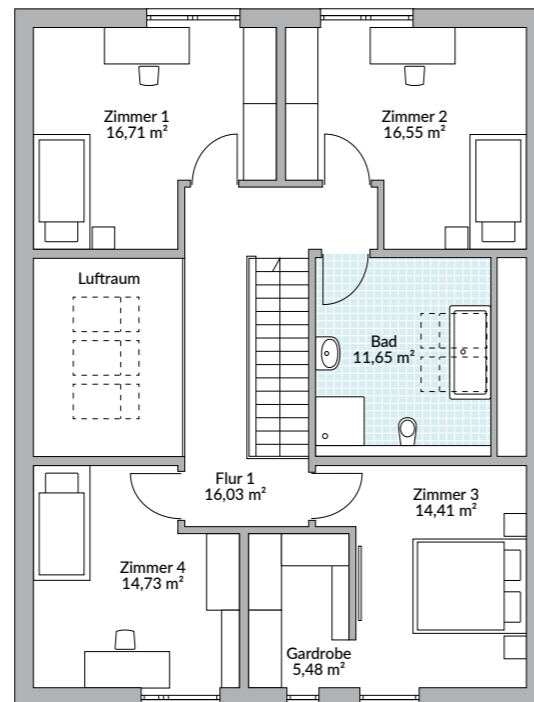 Zimmer 1
16,71 m²
Zimmer 2
16,55 m²
Luftraum
Bad
11,65 m²
Flur 1
16,03 m²
Zimmer 3
14,41 m²
Zimmer 4
14,73 m²
Gardrobe
5,48 m²